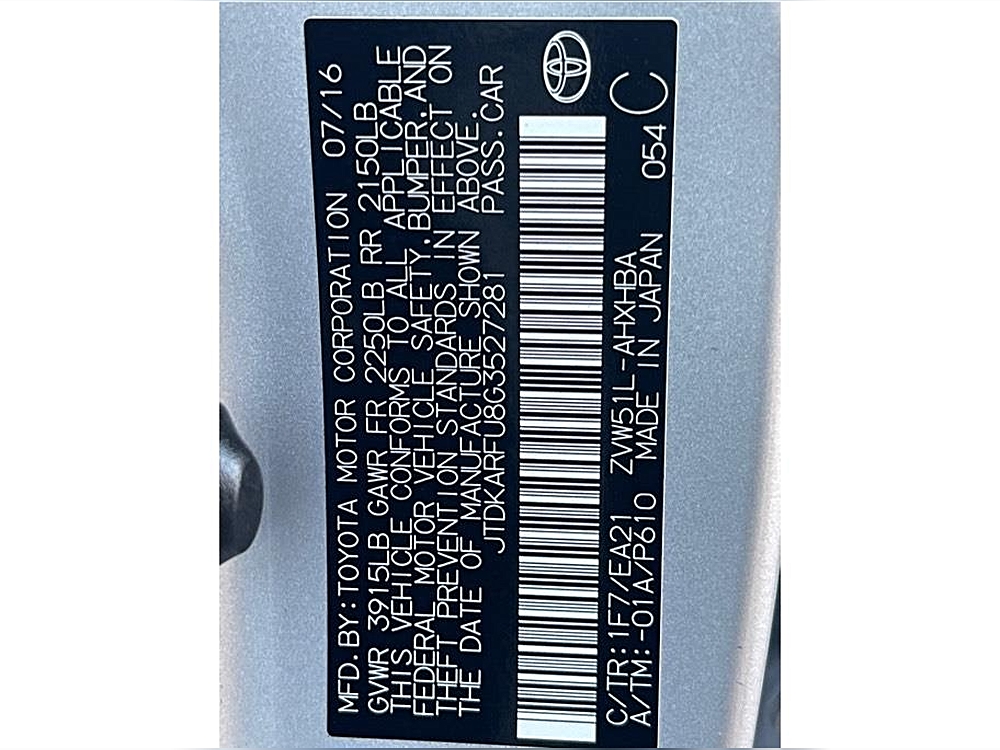 MFD.BY:TOYOTA MOTOR CORPORATION 07/16
GVWR 3915LB GAWR FR 2250LB RR 2150LB
THIS VEHICLE CONFORMS TO ALL APPLICABLE
FEDERAL MOTOR VEHICLE SAFETY,BUMPER,AND
THEFT PREVENTION STANDARDS IN EFFECT ON
THE DATE OF MANUFACTURE SHOWN ABOVE.
JTDKARFU8G3527281 PASS.CAR
C/TR:1F7/EA21 ZVW51L-AHXHBA 054 C
A/TM:-01A/P610 MADE IN JAPAN